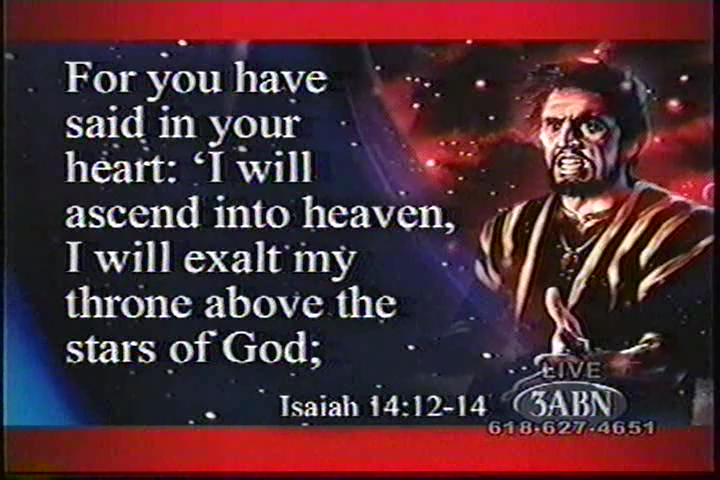 For you have
said in your
heart: ‘I will
ascend into heaven,
I will exalt my
throne above the
stars of God;
Isaiah 14:12-14
LIVE
3ABN
618-627-4651